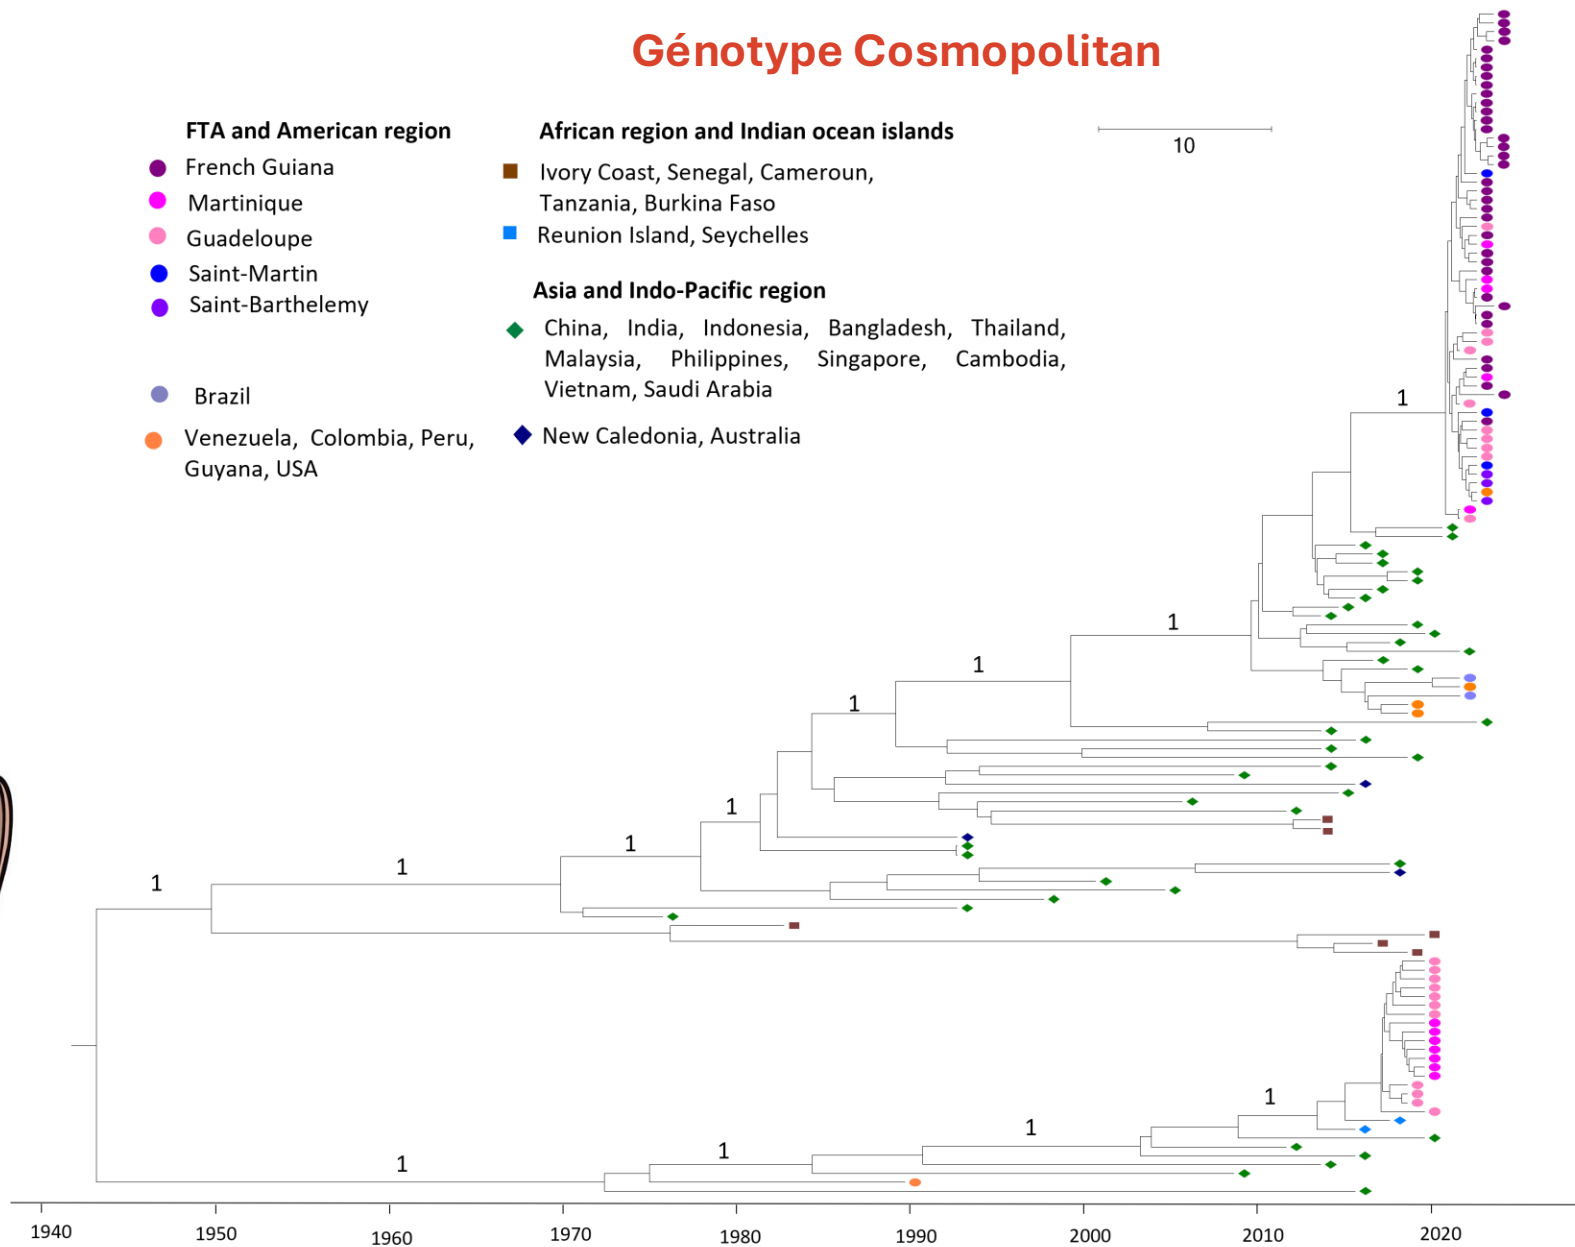 Génotype Cosmopolitan
FTA and American region
French Guiana
Martinique
Guadeloupe
Saint-Martin
Saint-Barthelemy
Brazil
Venezuela, Colombia, Peru,
Guyana, USA
African region and Indian ocean islands
Ivory Coast, Senegal, Cameroun,
Tanzania, Burkina Faso
Reunion Island, Seychelles
Asia and Indo-Pacific region
China, India, Indonesia, Bangladesh, Thailand,
Malaysia, Philippines, Singapore, Cambodia,
Vietnam, Saudi Arabia
New Caledonia, Australia
10
1
1
1
1
1
1
1
1
1
1
1
1
1940 1950 1960 1970 1980 1990 2000 2010 2020